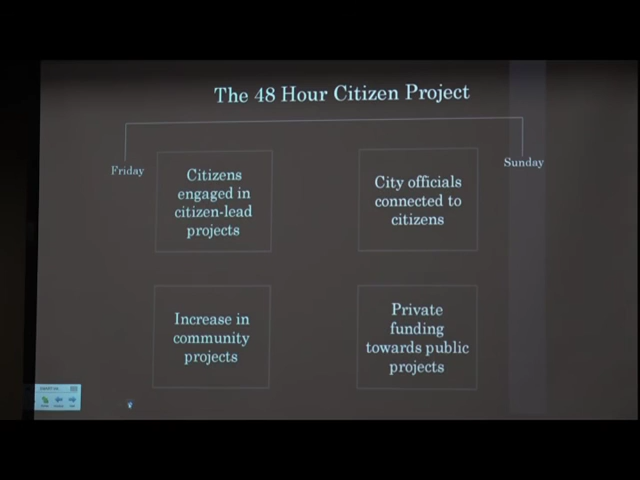 The 48 Hour Citizen Project
Friday
Sunday
Citizens
engaged in
citizen-lead
projects
City officials
connected to
citizens
Increase in
community
projects
Private
funding
towards public
projects